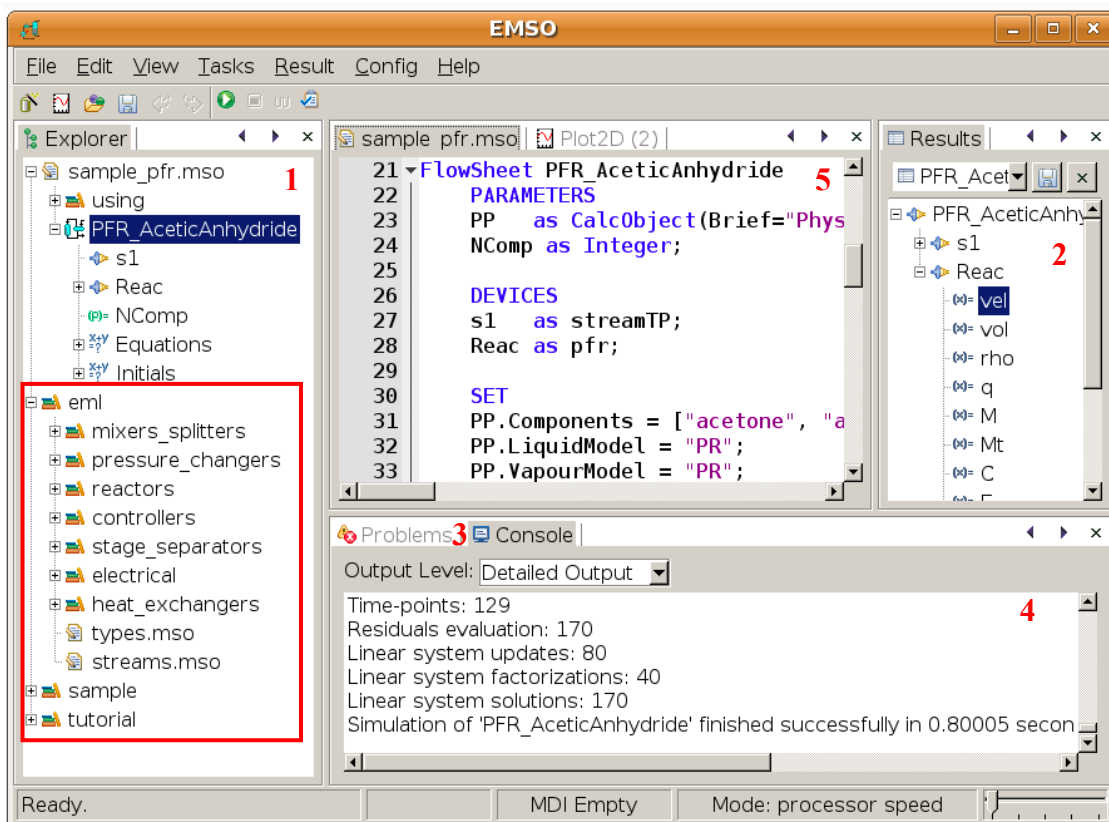 EMSO
File Edit View Tasks Result Config Help
Explorer
1
sample_pfr.mso
using
PFR_AceticAnhydride
s1
Reac
(P)= NComp
X+Y =? Equations
X+Y =? Initials
eml
mixers_splitters
pressure_changers
reactors
controllers
stage_separators
electrical
heat_exchangers
types.mso
streams.mso
sample
tutorial
sample_pfr.mso Plot2D (2)
5
21 FlowSheet PFR_AceticAnhydride
22 PARAMETERS
23 PP as CalcObject(Brief="Phys
24 NComp as Integer;
25
26 DEVICES
27 s1 as streamTP;
28 Reac as pfr;
29
30 SET
31 PP.Components = ["acetone", "a
32 PP.LiquidModel = "PR";
33 PP.VapourModel = "PR";
Results
PFR_Acet
PFR_AceticAnhy
2
s1
Reac
(x)= vel
(x)= vol
(x)= rho
(x)= q
(x)= M
(x)= Mt
(x)= C
Problems 3 Console
Output Level: Detailed Output
4
Time-points: 129
Residuals evaluation: 170
Linear system updates: 80
Linear system factorizations: 40
Linear system solutions: 170
Simulation of 'PFR_AceticAnhydride' finished successfully in 0.80005 secon
Ready. MDI Empty Mode: processor speed